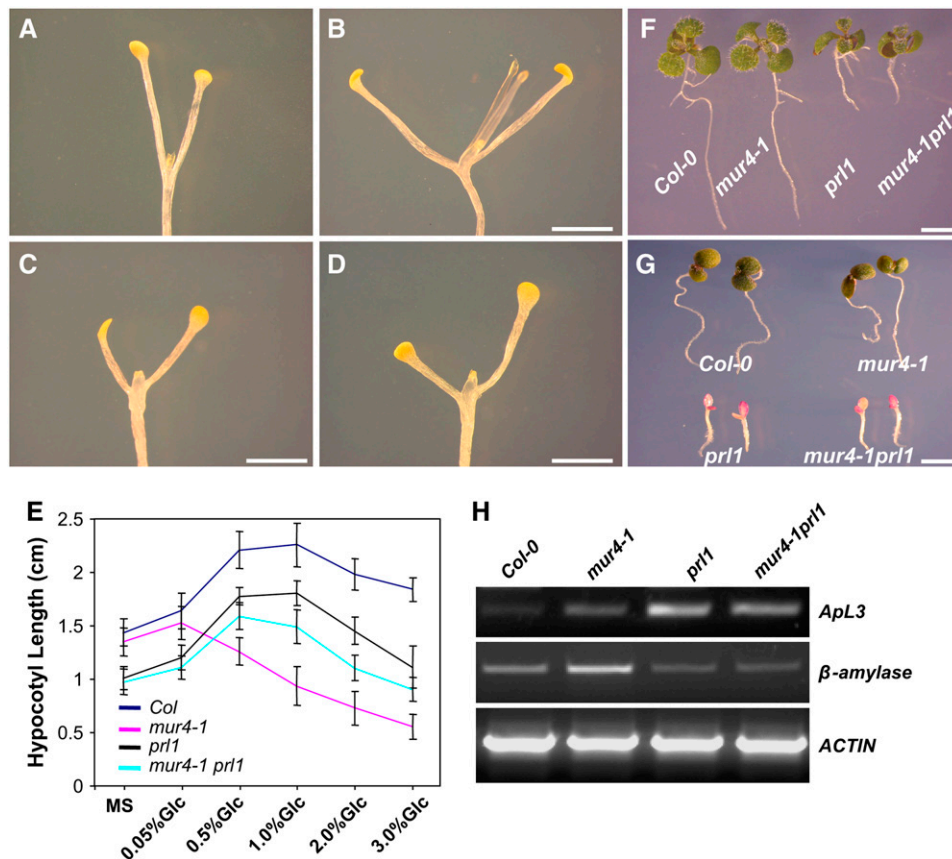 A
B
F
Col-0
mur4-1
prl1
mur4-1prl1
C
D
G
Col-0
mur4-1
prl1
mur4-1prl1
E
Hypocotyl Length (cm)
2.5
2
1.5
1
0.5
0
Col
mur4-1
prl1
mur4-1 prl1
MS
0.05%Glc
0.5%Glc
1.0%Glc
2.0%Glc
3.0%Glc
H
Col-0
mur4-1
prl1
mur4-1prl1
ApL3
β-amylase
ACTIN